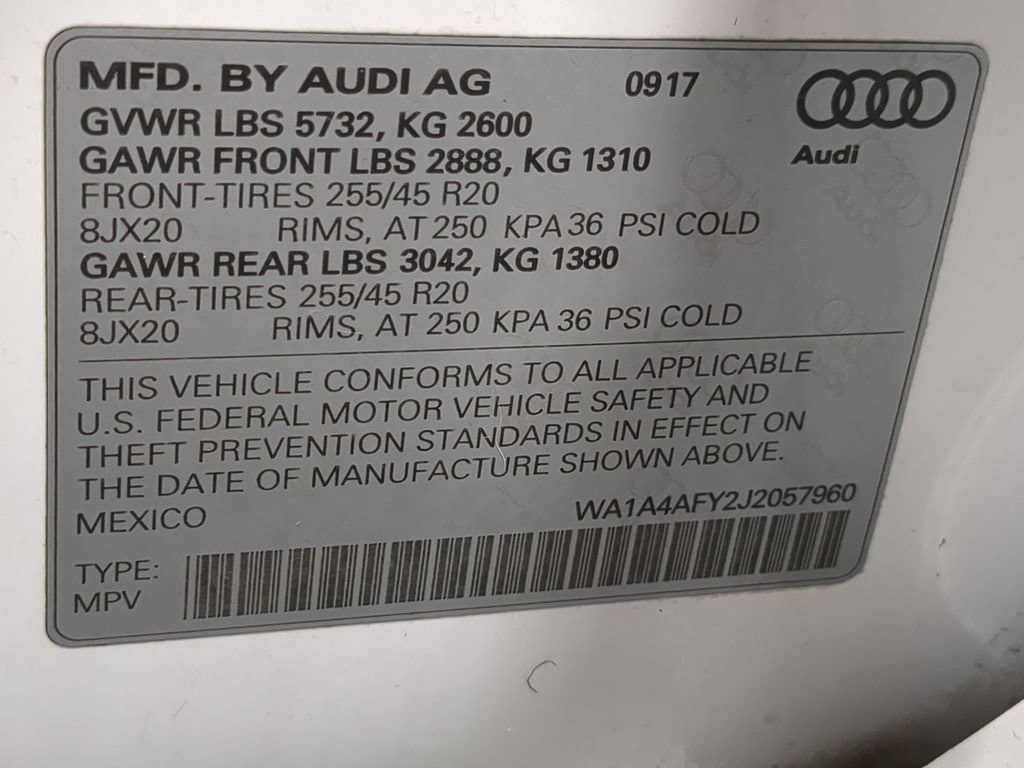 MFD. BY AUDI AG 0917
Audi
GVWR LBS 5732, KG 2600
GAWR FRONT LBS 2888, KG 1310
FRONT-TIRES 255/45 R20
8JX20 RIMS, AT 250 KPA 36 PSI COLD
GAWR REAR LBS 3042, KG 1380
REAR-TIRES 255/45 R20
8JX20 RIMS, AT 250 KPA 36 PSI COLD
THIS VEHICLE CONFORMS TO ALL APPLICABLE
U.S. FEDERAL MOTOR VEHICLE SAFETY AND
THEFT PREVENTION STANDARDS IN EFFECT ON
THE DATE OF MANUFACTURE SHOWN ABOVE.
MEXICO WA1A4AFY2J2057960
TYPE:
MPV